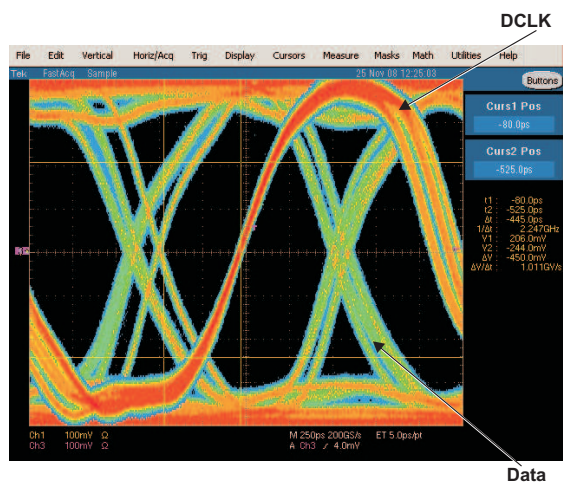 DCLK
File Edit Vertical Horiz/Acq Trig Display Cursors Measure Masks Math Utilities Help
Tek FastAcq Sample 25 Nov 08 12:25:03
Buttons
Curs1 Pos
-80.0ps
Curs2 Pos
-525.0ps
t1: -80.0ps
t2: -525.0ps
Δt: -445.0ps
1/Δt: 2.247GHz
V1: 206.0mV
V2: -244.0mV
ΔV: -450.0mV
ΔV/Δt: 1.011GV/s
Ch1 100mV Ω M 250ps 200GS/s ET 5.0ps/pt
Ch3 100mV Ω A Ch3 ∕ 4.0mV
Data